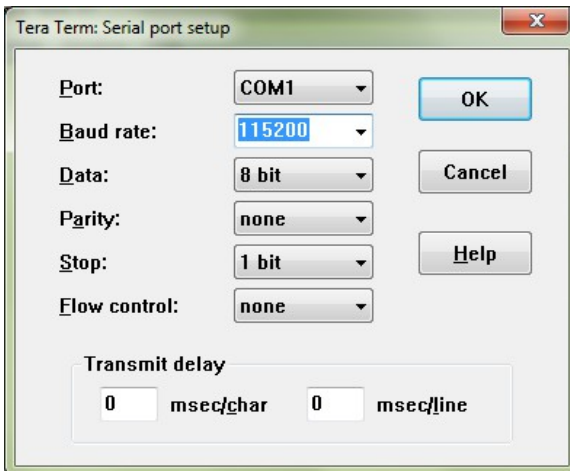 Tera Term: Serial port setup
Port: COM1
OK
Baud rate: 115200
Data: 8 bit
Cancel
Parity: none
Stop: 1 bit
Help
Flow control: none
Transmit delay
0 msec/char 0 msec/line